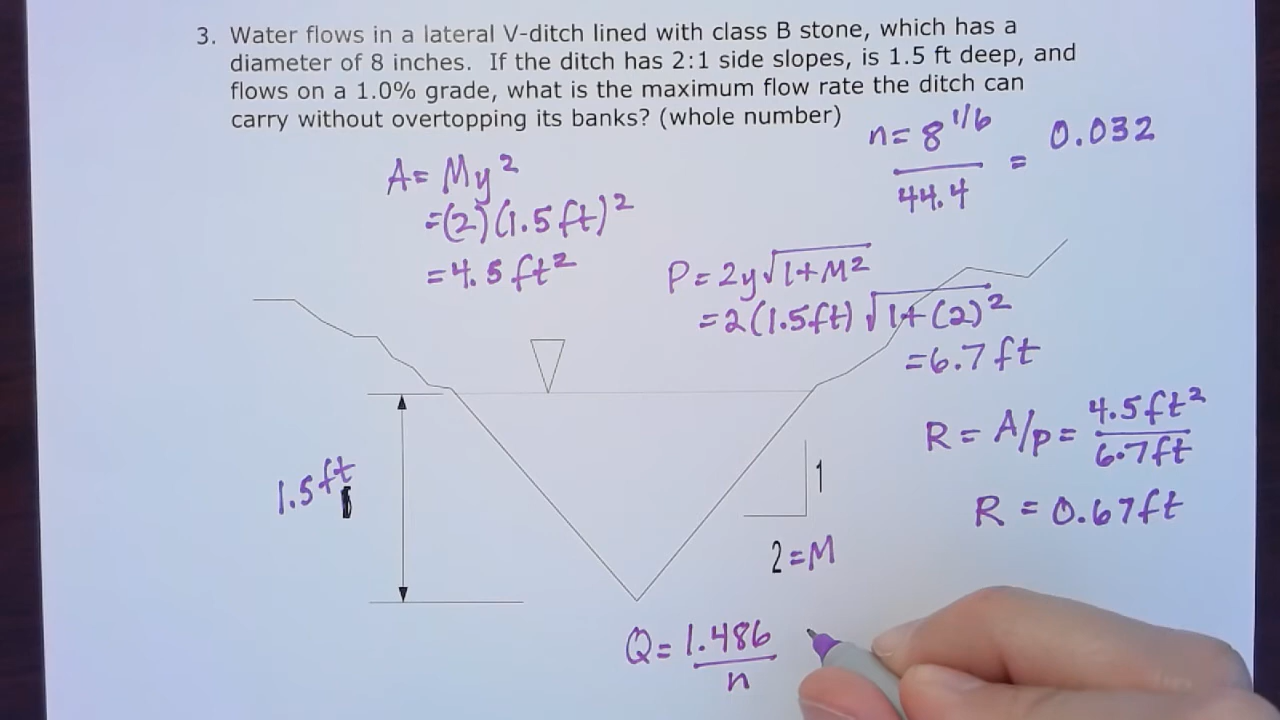 3. Water flows in a lateral V-ditch lined with class B stone, which has a
diameter of 8 inches. If the ditch has 2:1 side slopes, is 1.5 ft deep, and
flows on a 1.0% grade, what is the maximum flow rate the ditch can
carry without overtopping its banks? (whole number)
n = 8^1/6 / 44.4 = 0.032
A = My²
= (2)(1.5ft)²
= 4.5 ft²
P = 2y√1+M²
= 2(1.5ft) √1+(2)²
= 6.7 ft
R = A/P = 4.5ft² / 6.7ft
R = 0.67ft
1.5 ft
1
2 = M
Q = 1.486 / n